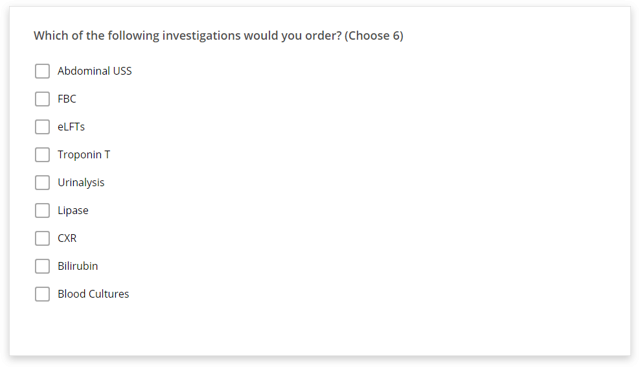 Which of the following investigations would you order? (Choose 6)
Abdominal USS
FBC
eLFTs
Troponin T
Urinalysis
Lipase
CXR
Bilirubin
Blood Cultures